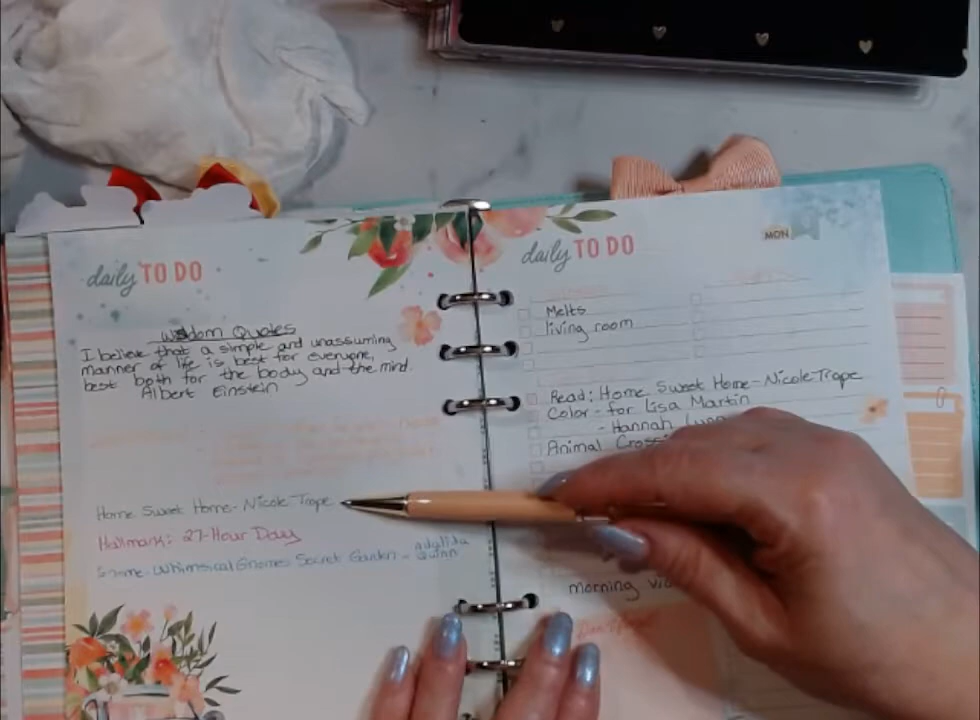 daily TO DO
Wisdom Quotes
I believe that a simple and unassuming
manner of life is best for everyone,
best both for the body and the mind.
Albert Einstein
Home Sweet Home - Nicole Trope
Hallmark: 27-Hour Day
Gnome - Whimsical Gnomes Secret Garden -
Quinn
daily TO DO
MON
Melts
living room
Read: Home Sweet Home - Nicole Trope
Color - for Lisa Martin
- Hannah
Animal
morning